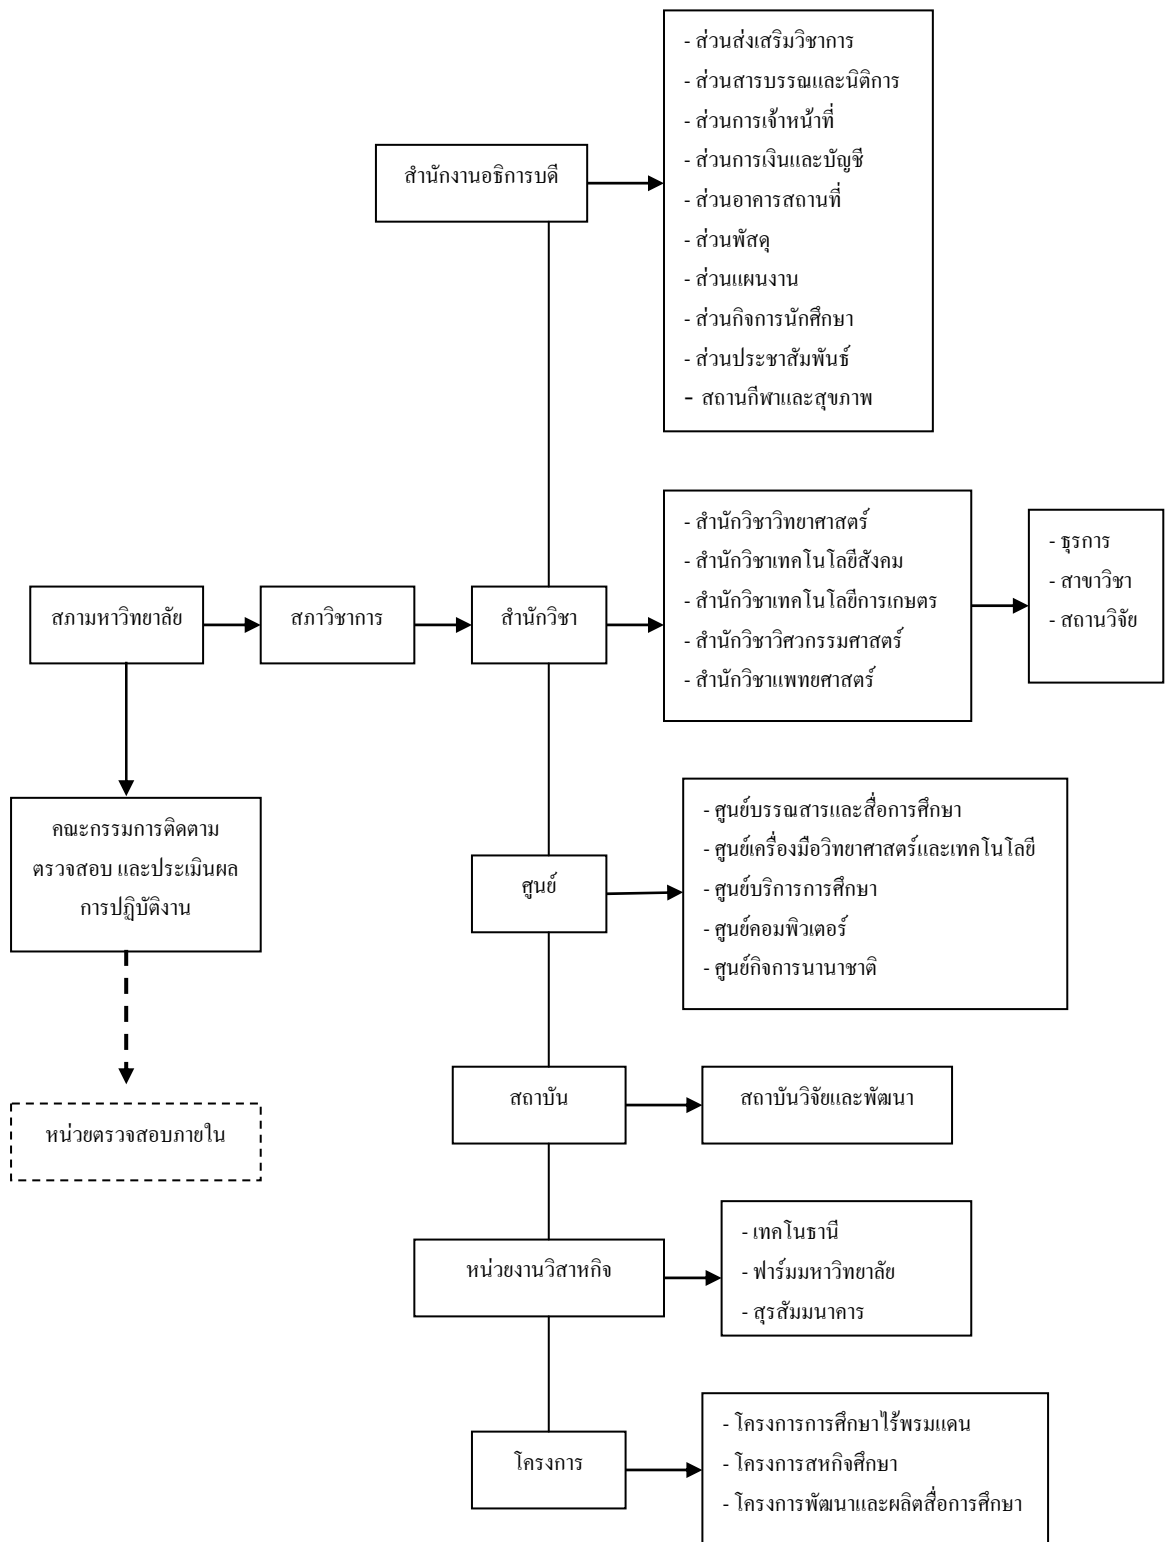 - ส่วนส่งเสริมวิชาการ
- ส่วนสารบรรณและนิติการ
- ส่วนการเจ้าหน้าที่
- ส่วนการเงินและบัญชี
- ส่วนอาคารสถานที่
- ส่วนพัสดุ
- ส่วนแผนงาน
- ส่วนกิจการนักศึกษา
- ส่วนประชาสัมพันธ์
- สถานกีฬาและสุขภาพ
สำนักงานอธิการบดี
สภามหาวิทยาลัย
สภาวิชาการ
สำนักวิชา
- สำนักวิชาวิทยาศาสตร์
- สำนักวิชาเทคโนโลยีสังคม
- สำนักวิชาเทคโนโลยีการเกษตร
- สำนักวิชาวิศวกรรมศาสตร์
- สำนักวิชาแพทยศาสตร์
- ธุรการ
- สาขาวิชา
- สถานวิจัย
คณะกรรมการติดตาม
ตรวจสอบ และประเมินผล
การปฏิบัติงาน
หน่วยตรวจสอบภายใน
ศูนย์
- ศูนย์บรรณสารและสื่อการศึกษา
- ศูนย์เครื่องมือวิทยาศาสตร์และเทคโนโลยี
- ศูนย์บริการการศึกษา
- ศูนย์คอมพิวเตอร์
- ศูนย์กิจการนานาชาติ
สถาบัน
สถาบันวิจัยและพัฒนา
หน่วยงานวิสาหกิจ
- เทคโนธานี
- ฟาร์มมหาวิทยาลัย
- สุรสัมมนาคาร
โครงการ
- โครงการการศึกษาไร้พรมแดน
- โครงการสหกิจศึกษา
- โครงการพัฒนาและผลิตสื่อการศึกษา